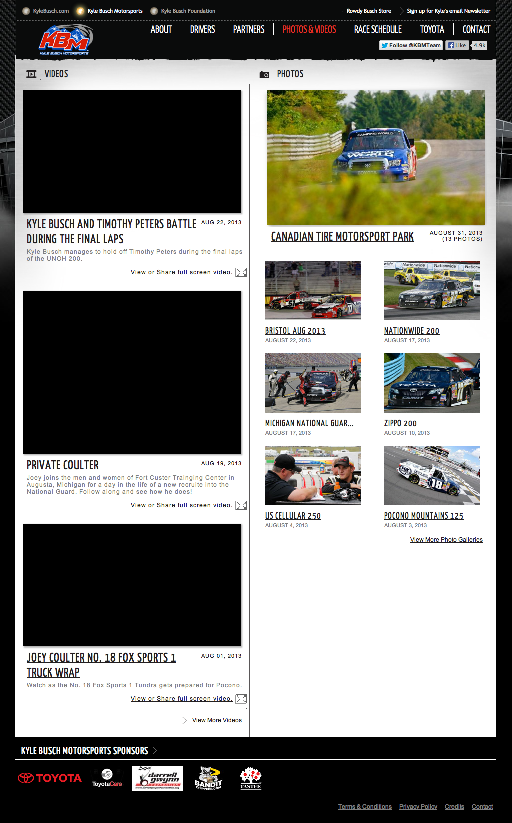 KyleBusch.com Kyle Busch Motorsports Kyle Busch Foundation Rowdy Busch Store Sign up for Kyle's email Newsletter
KBM
KYLE BUSCH MOTORSPORTS
ABOUT DRIVERS PARTNERS PHOTOS & VIDEOS RACE SCHEDULE TOYOTA CONTACT
Follow @KBMTeam Like 4.9k
VIDEOS
KYLE BUSCH AND TIMOTHY PETERS BATTLE DURING THE FINAL LAPS
AUG 22, 2013
Kyle Busch manages to hold off Timothy Peters during the final laps
of the UNOH 200.
View or Share full screen video.
PRIVATE COULTER
AUG 19, 2013
Joey joins the men and women of Fort Custer Trainging Center in
Augusta, Michigan for a day in the life of a new recruite into the
National Guard. Follow along and see how he does!
View or Share full screen video.
JOEY COULTER NO. 18 FOX SPORTS 1
TRUCK WRAP
AUG 01, 2013
Watch as the No. 18 Fox Sports 1 Tundra gets prepared for Pocono.
View or Share full screen video.
View More Videos
PHOTOS
CANADIAN TIRE MOTORSPORT PARK
AUGUST 31, 2013
(13 PHOTOS)
BRISTOL AUG 2013
AUGUST 22, 2013
NATIONWIDE 200
AUGUST 17, 2013
MICHIGAN NATIONAL GUAR...
AUGUST 17, 2013
ZIPPO 200
AUGUST 10, 2013
US CELLULAR 250
AUGUST 4, 2013
POCONO MOUNTAINS 125
AUGUST 3, 2013
View More Photo Galleries
KYLE BUSCH MOTORSPORTS SPONSORS
TOYOTA
ToyotaCare
darrell gwynn
BANDIT
CASTLE
Terms & Conditions Privacy Policy Credits Contact